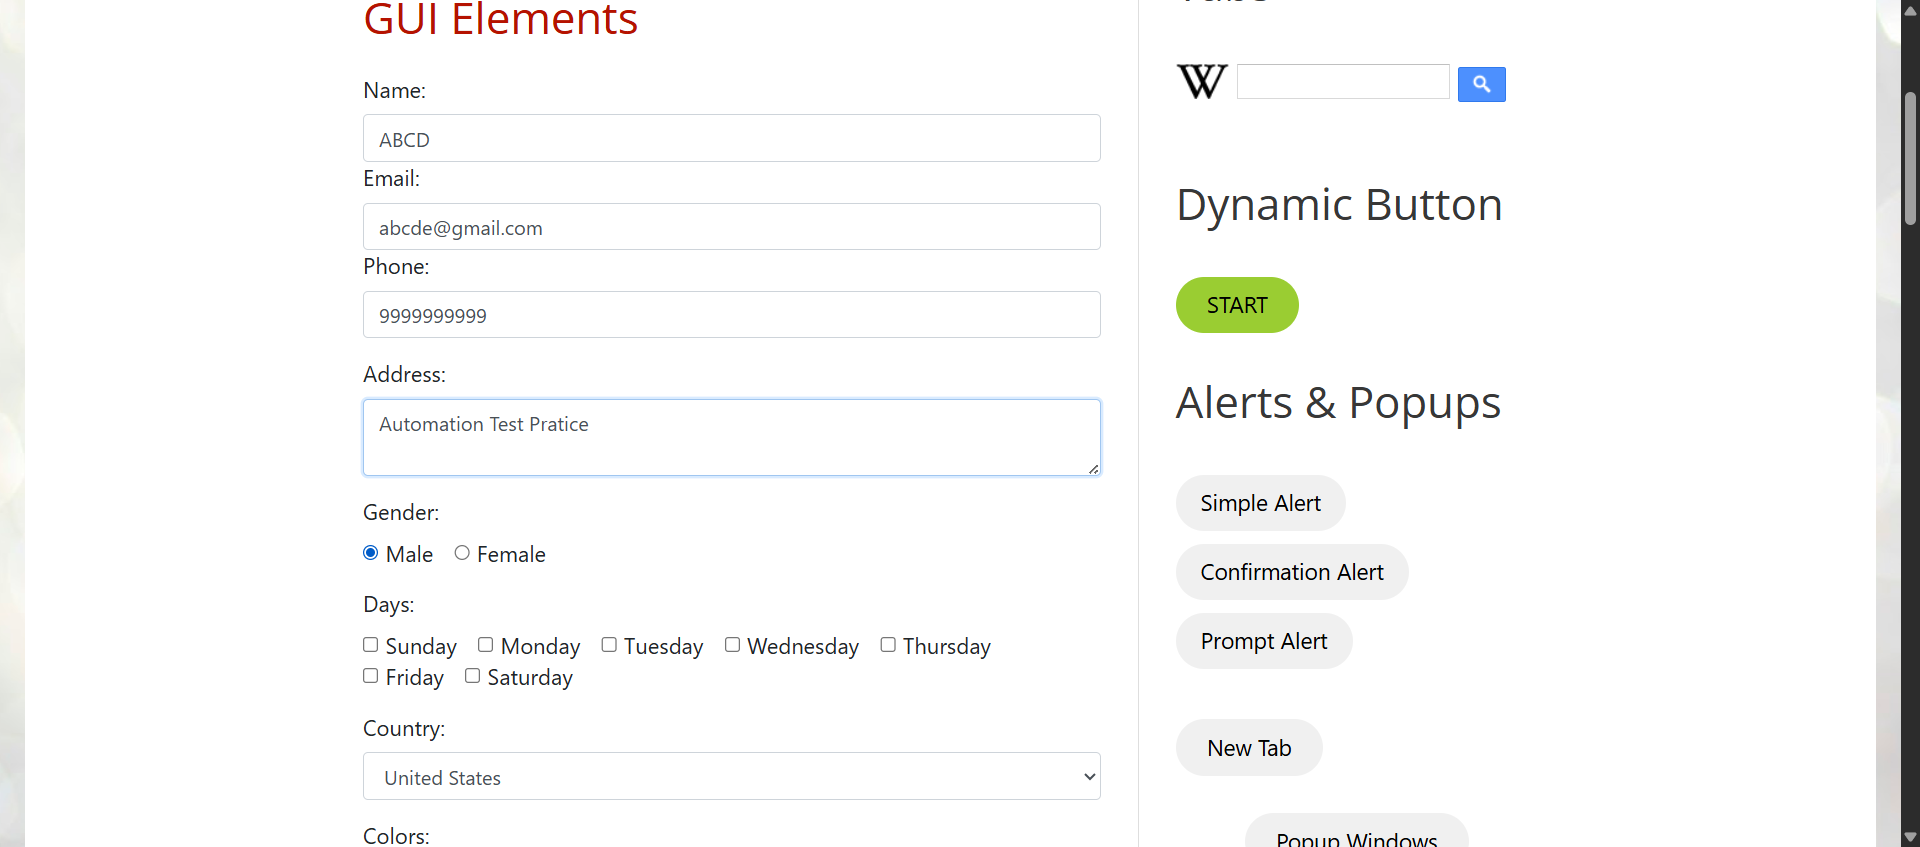 GUI Elements
Name:
ABCD
Email:
abcde@gmail.com
Phone:
9999999999
Address:
Automation Test Pratice
Gender:
Male Female
Days:
Sunday Monday Tuesday Wednesday Thursday
Friday Saturday
Country:
United States
Colors:
W
Dynamic Button
START
Alerts & Popups
Simple Alert
Confirmation Alert
Prompt Alert
New Tab
Popup Windows